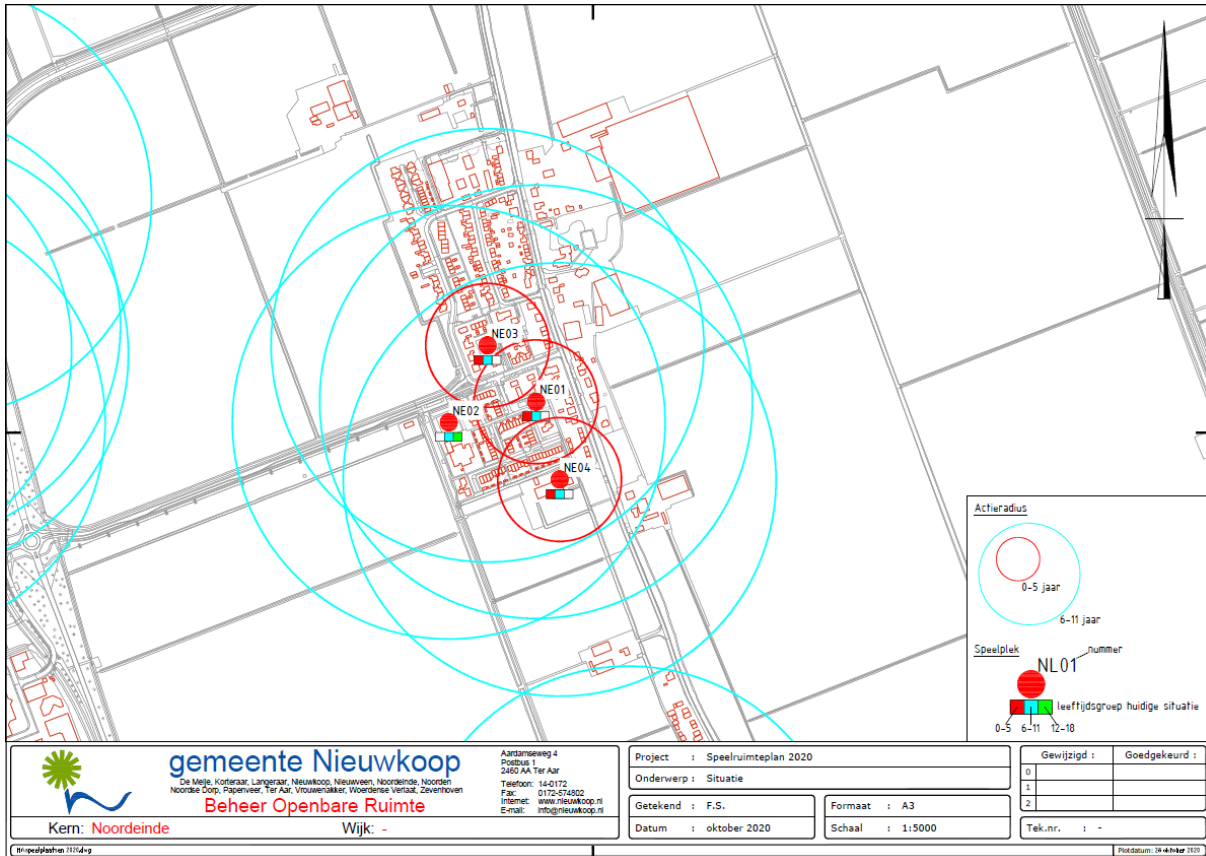 NE03
NE01
NE02
NE04
Actieradius
0-5 jaar
6-11 jaar
Speelplek
nummer
NL01
leeftijdsgroep huidige situatie
0-5 6-11 12-18
gemeente Nieuwkoop
De Meije, Korteraar, Langeraar, Nieuwkoop, Nieuwveen, Noordeinde, Noorden
Noordse Dorp, Papenveer, Ter Aar, Vrouwenakker, Woerdense Verlaat, Zevenhoven
Beheer Openbare Ruimte
Kern: Noordeinde Wijk: -
Aardamseweg 4
Postbus 1
2460 AA Ter Aar
Telefoon: 14-0172
Fax: 0172-574802
Internet: www.nieuwkoop.nl
E-mail: info@nieuwkoop.nl
Project : Speelruimteplan 2020
Onderwerp : Situatie
Getekend : F.S.
Datum : oktober 2020
Formaat : A3
Schaal : 1:5000
Gewijzigd : Goedgekeurd :
0
1
2
Tek.nr. : -
Plotdatum: 20 oktober 2020